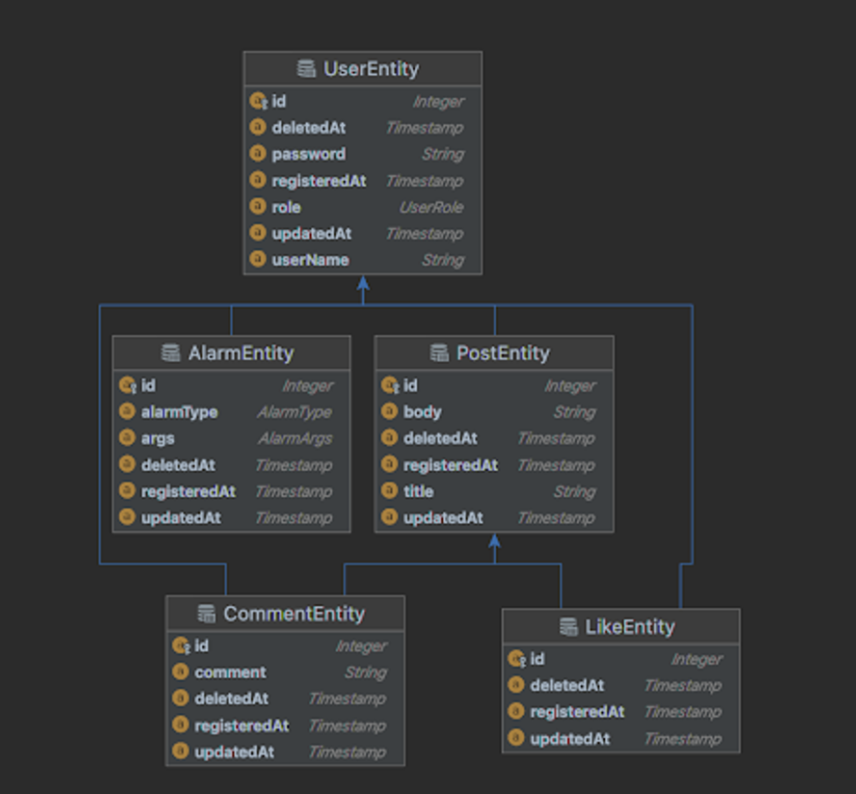 UserEntity
id Integer
deletedAt Timestamp
password String
registeredAt Timestamp
role UserRole
updatedAt Timestamp
userName String
AlarmEntity
id Integer
alarmType AlarmType
args AlarmArgs
deletedAt Timestamp
registeredAt Timestamp
updatedAt Timestamp
PostEntity
id Integer
body String
deletedAt Timestamp
registeredAt Timestamp
title String
updatedAt Timestamp
CommentEntity
id Integer
comment String
deletedAt Timestamp
registeredAt Timestamp
updatedAt Timestamp
LikeEntity
id Integer
deletedAt Timestamp
registeredAt Timestamp
updatedAt Timestamp